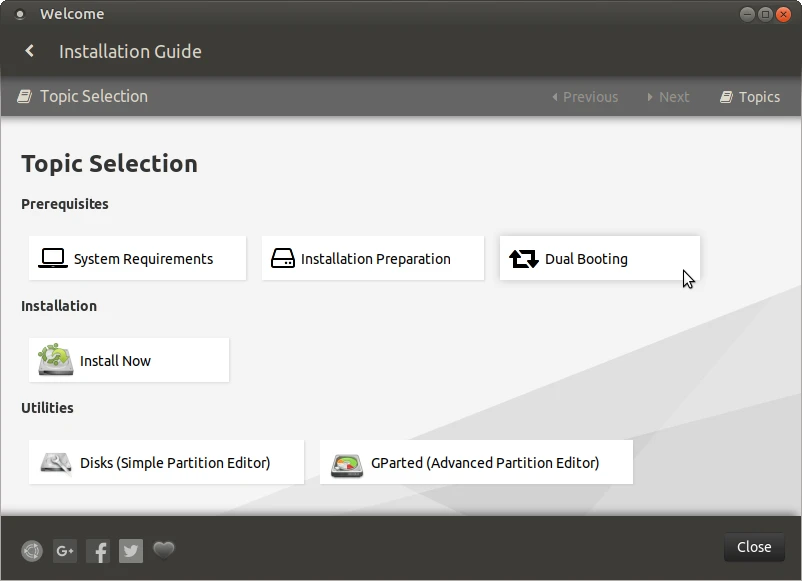 Welcome
Installation Guide
Topic Selection
Previous Next Topics
Topic Selection
Prerequisites
System Requirements Installation Preparation Dual Booting
Installation
Install Now
Utilities
Disks (Simple Partition Editor) GParted (Advanced Partition Editor)
G+
Close